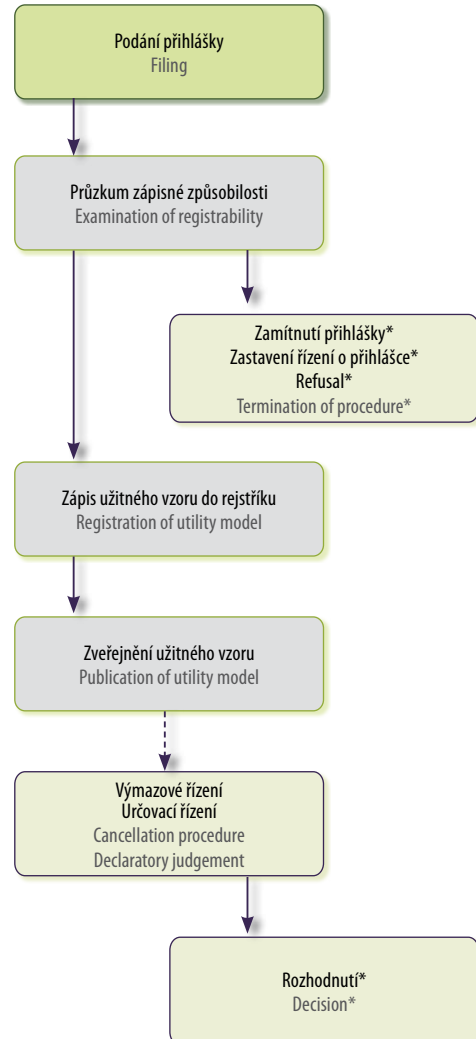 Podání přihlášky
Filing
Průzkum zápisné způsobilosti
Examination of registrability
Zamítnutí přihlášky*
Zastavení řízení o přihlášce*
Refusal*
Termination of procedure*
Zápis užitného vzoru do rejstříku
Registration of utility model
Zveřejnění užitného vzoru
Publication of utility model
Výmazové řízení
Určovací řízení
Cancellation procedure
Declaratory judgement
Rozhodnutí*
Decision*